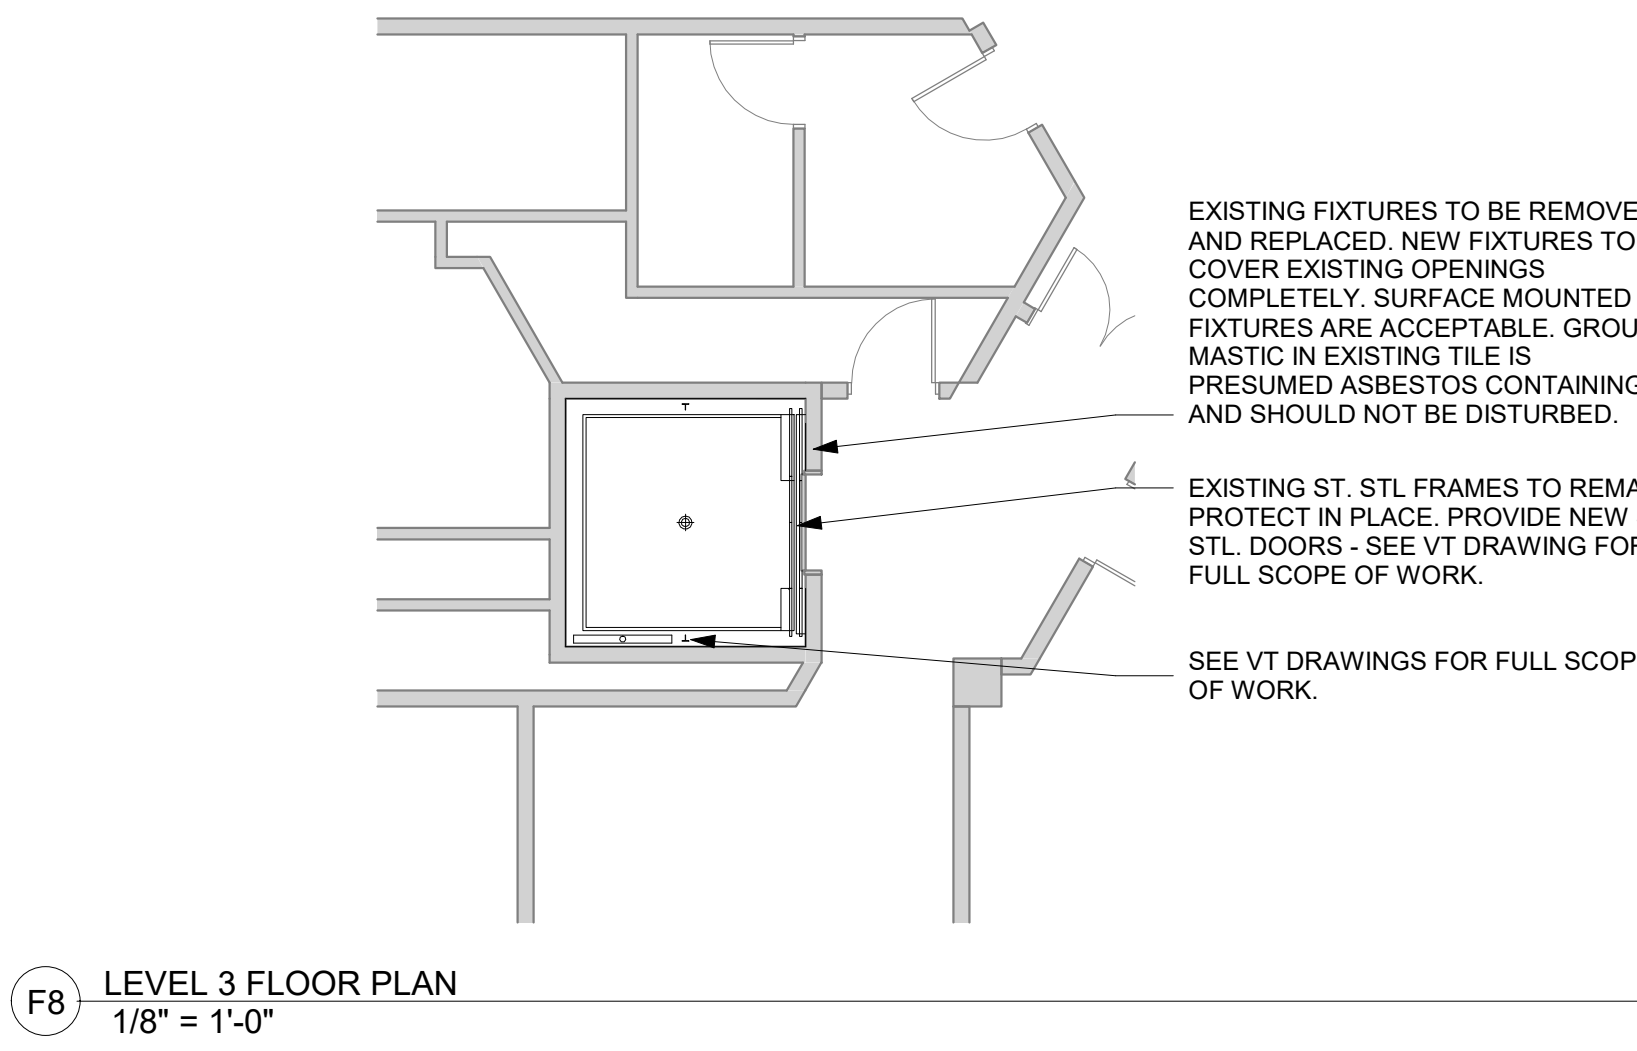 EXISTING FIXTURES TO BE REMOVE
AND REPLACED. NEW FIXTURES TO
COVER EXISTING OPENINGS
COMPLETELY. SURFACE MOUNTED
FIXTURES ARE ACCEPTABLE. GROU
MASTIC IN EXISTING TILE IS
PRESUMED ASBESTOS CONTAINING
AND SHOULD NOT BE DISTURBED.
EXISTING ST. STL FRAMES TO REMA
PROTECT IN PLACE. PROVIDE NEW
STL. DOORS - SEE VT DRAWING FOR
FULL SCOPE OF WORK.
SEE VT DRAWINGS FOR FULL SCOP
OF WORK.
F8
LEVEL 3 FLOOR PLAN
1/8" = 1'-0"